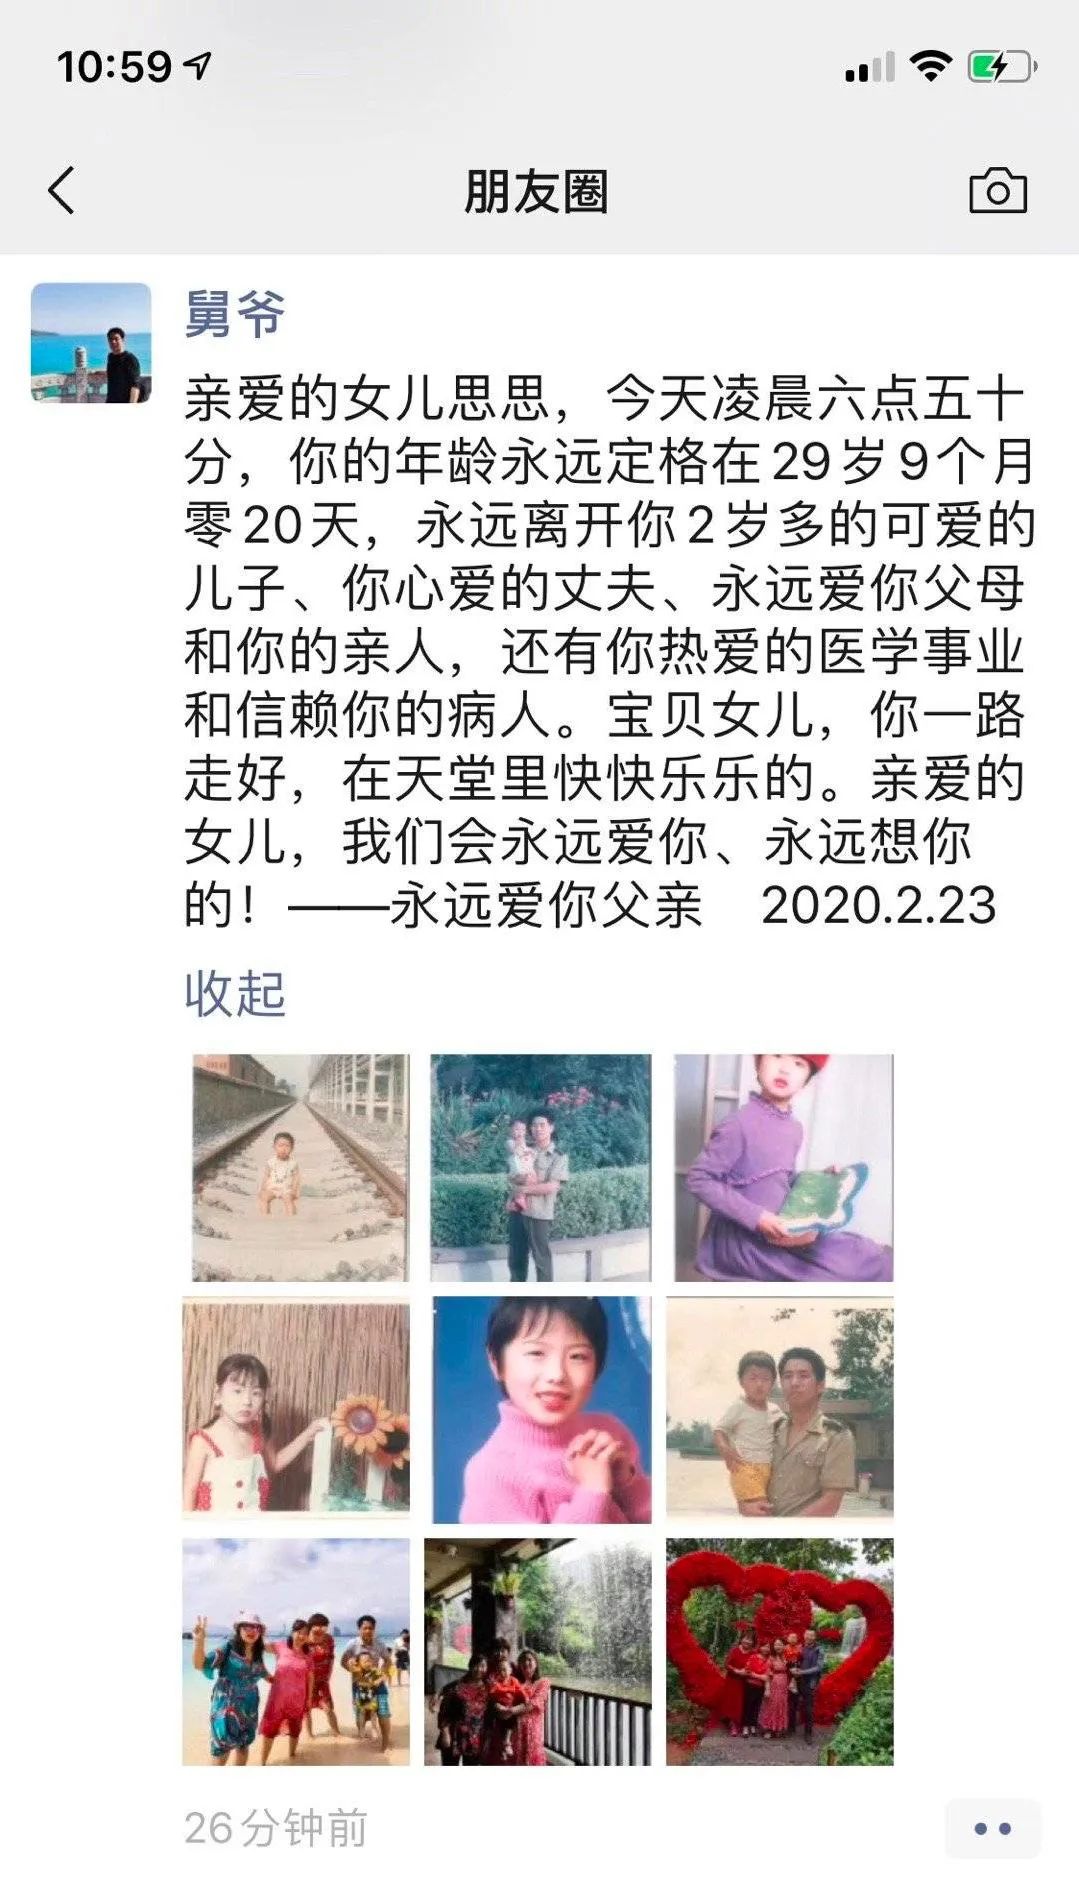 10:59
朋友圈
舅爷
亲爱的女儿思思，今天凌晨六点五十
分，你的年龄永远定格在29岁9个月
零20天，永远离开你2岁多的可爱的
儿子、你心爱的丈夫、永远爱你父母
和你的亲人，还有你热爱的医学事业
和信赖你的病人。宝贝女儿，你一路
走好，在天堂里快快乐乐的。亲爱的
女儿，我们会永远爱你、永远想你
的！——永远爱你父亲　2020.2.23
收起
26分钟前